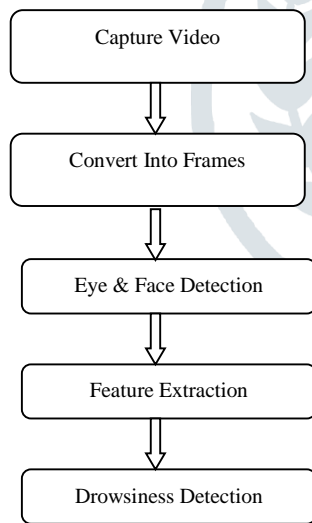 Capture Video
Convert Into Frames
Eye & Face Detection
Feature Extraction
Drowsiness Detection